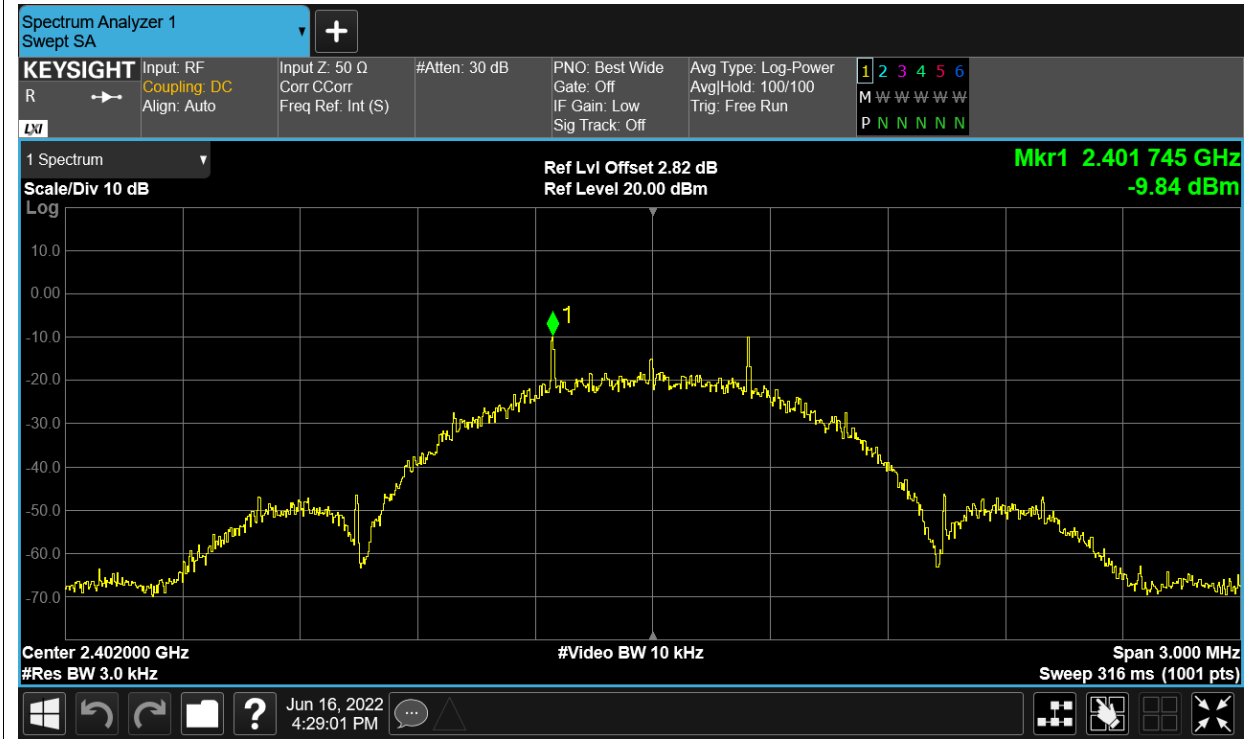 Spectrum Analyzer 1
Swept SA
+
KEYSIGHT
R
LXI
Input: RF
Coupling: DC
Align: Auto
Input Z: 50 Ω
Corr CCorr
Freq Ref: Int (S)
#Atten: 30 dB
PNO: Best Wide
Gate: Off
IF Gain: Low
Sig Track: Off
Avg Type: Log-Power
Avg|Hold: 100/100
Trig: Free Run
1 2 3 4 5 6
M W W W W W
P N N N N N
1 Spectrum
Scale/Div 10 dB
Log
Ref Lvl Offset 2.82 dB
Ref Level 20.00 dBm
Mkr1 2.401 745 GHz
-9.84 dBm
10.0
0.00
-10.0
-20.0
-30.0
-40.0
-50.0
-60.0
-70.0
1
Center 2.402000 GHz
#Res BW 3.0 kHz
#Video BW 10 kHz
Span 3.000 MHz
Sweep 316 ms (1001 pts)
?
Jun 16, 2022
4:29:01 PM